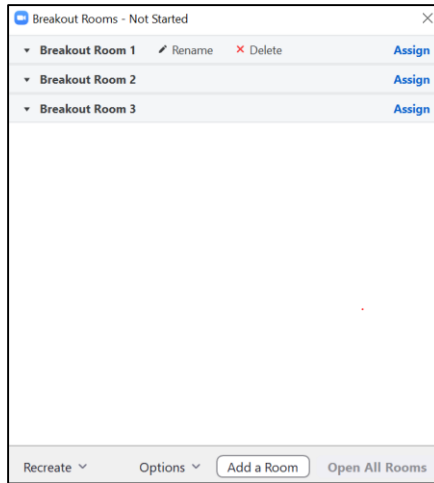 Breakout Rooms - Not Started
Breakout Room 1 Rename Delete Assign
Breakout Room 2 Assign
Breakout Room 3 Assign
Recreate Options Add a Room Open All Rooms